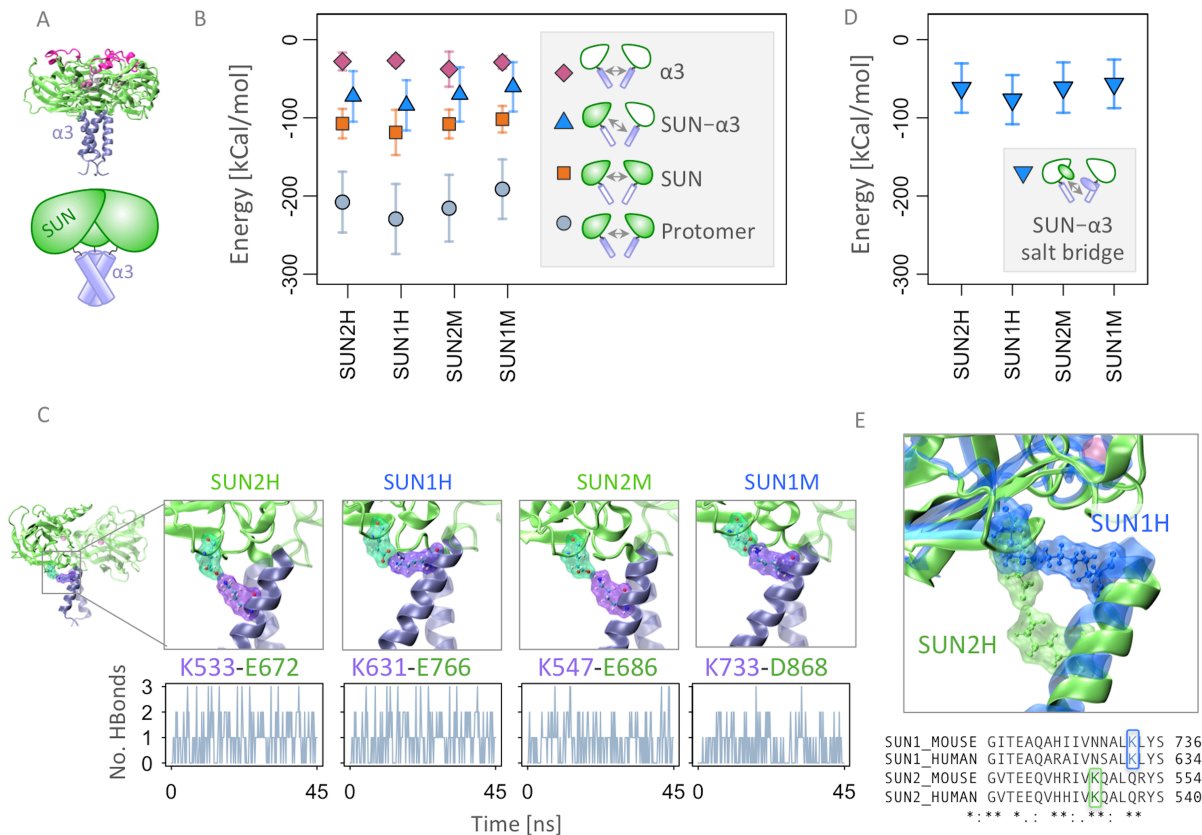 A
α3
SUN
α3
B
Energy [kCal/mol]
0
-100
-200
-300
SUN2H
SUN1H
SUN2M
SUN1M
α3
SUN−α3
SUN
Protomer
D
Energy [kCal/mol]
0
-100
-200
-300
SUN2H
SUN1H
SUN2M
SUN1M
SUN−α3
salt bridge
C
SUN2H SUN1H SUN2M SUN1M
K533-E672 K631-E766 K547-E686 K733-D868
No. HBonds
3
2
1
0
0 45 0 45 0 45 0 45
Time [ns]
E
SUN1H
SUN2H
SUN1_MOUSE GITEAQAHIIVNNALKLYS 736
SUN1_HUMAN GITEAQARAIVNSALKLYS 634
SUN2_MOUSE GVTEEQVHRIVKQALQRYS 554
SUN2_HUMAN GVTEEQVHHIVKQALQRYS 540
*:** *.: **:.**: **